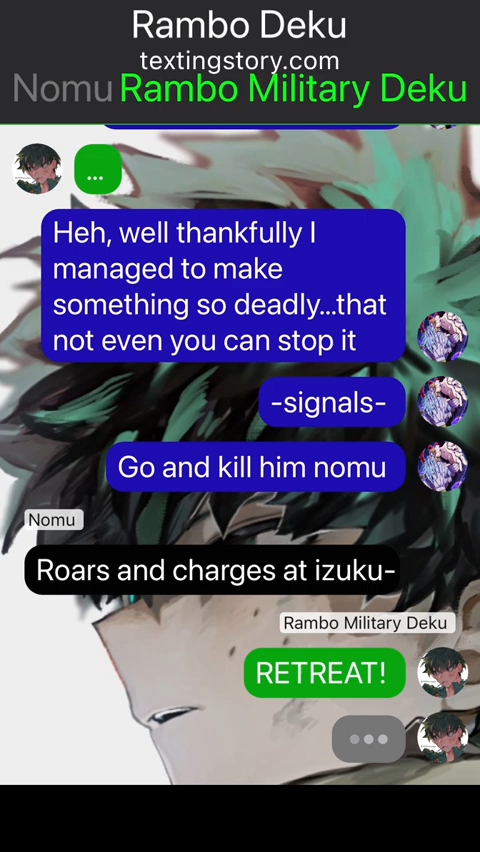 Rambo Deku
textingstory.com
Nomu Rambo Military Deku
...
Heh, well thankfully I
managed to make
something so deadly...that
not even you can stop it
-signals-
Go and kill him nomu
Nomu
Roars and charges at izuku-
Rambo Military Deku
RETREAT!